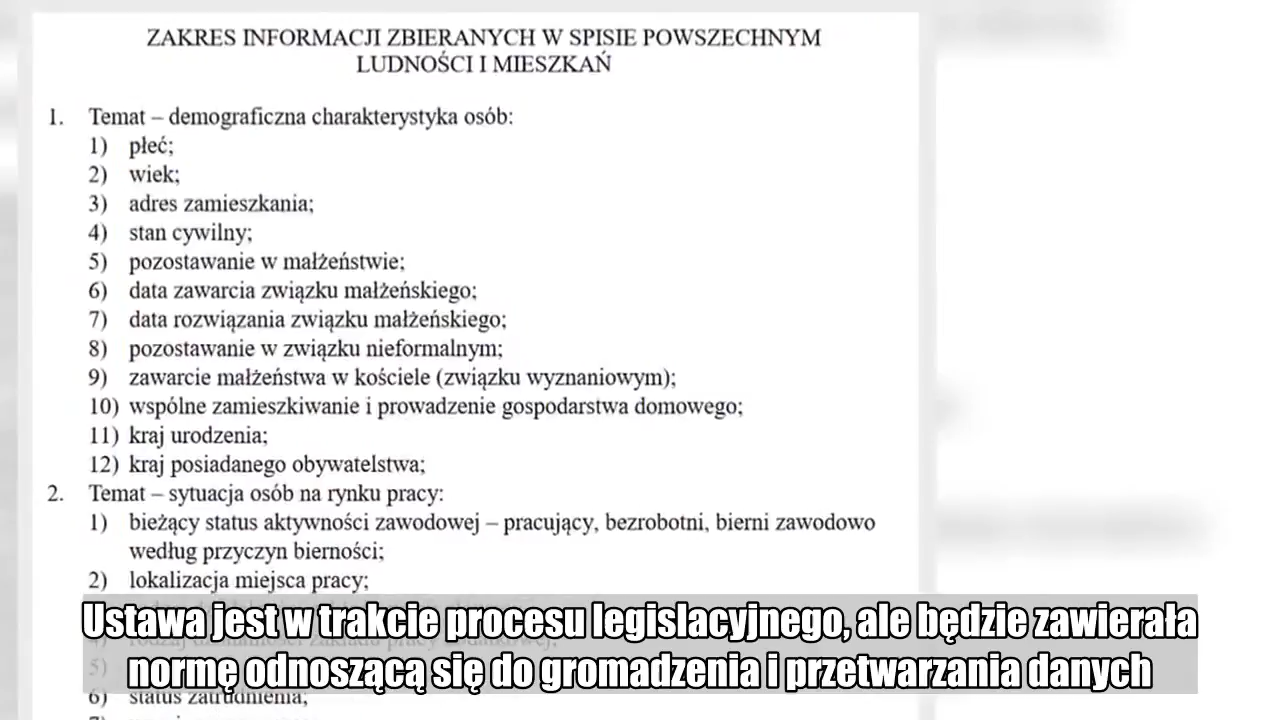 ZAKRES INFORMACJI ZBIERANYCH W SPISIE POWSZECHNYM
LUDNOŚCI I MIESZKAŃ
1. Temat – demograficzna charakterystyka osób:
1) płeć;
2) wiek;
3) adres zamieszkania;
4) stan cywilny;
5) pozostawanie w małżeństwie;
6) data zawarcia związku małżeńskiego;
7) data rozwiązania związku małżeńskiego;
8) pozostawanie w związku nieformalnym;
9) zawarcie małżeństwa w kościele (związku wyznaniowym);
10) wspólne zamieszkiwanie i prowadzenie gospodarstwa domowego;
11) kraj urodzenia;
12) kraj posiadanego obywatelstwa;
2. Temat – sytuacja osób na rynku pracy:
1) bieżący status aktywności zawodowej – pracujący, bezrobotni, bierni zawodowo
według przyczyn bierności;
2) lokalizacja miejsca pracy;
Ustawa jest w trakcie procesu legislacyjnego, ale będzie zawierała
normę odnoszącą się do gromadzenia i przetwarzania danych
5)
6) status zatrudnienia;